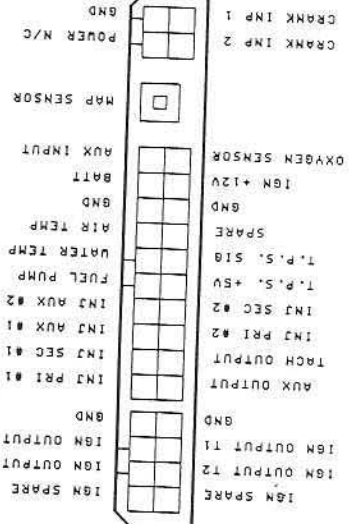 IGN SPARE
IGN OUTPUT T2
IGN OUTPUT T1
GND
AUX OUTPUT
TACH OUTPUT
INJ PRI #2
INJ SEC #2
T.P.S. +5V
T.P.S. SIG
SPARE
GND
IGN +12V
OXYGEN SENSOR
CRANK INP 2
CRANK INP 1
IGN SPARE
IGN OUTPUT
IGN OUTPUT
GND
INJ PRI #1
INJ SEC #1
INJ AUX #1
INJ AUX #2
FUEL PUMP
WATER TEMP
AIR TEMP
GND
BATT
AUX INPUT
MAP SENSOR
POWER N/C
GND